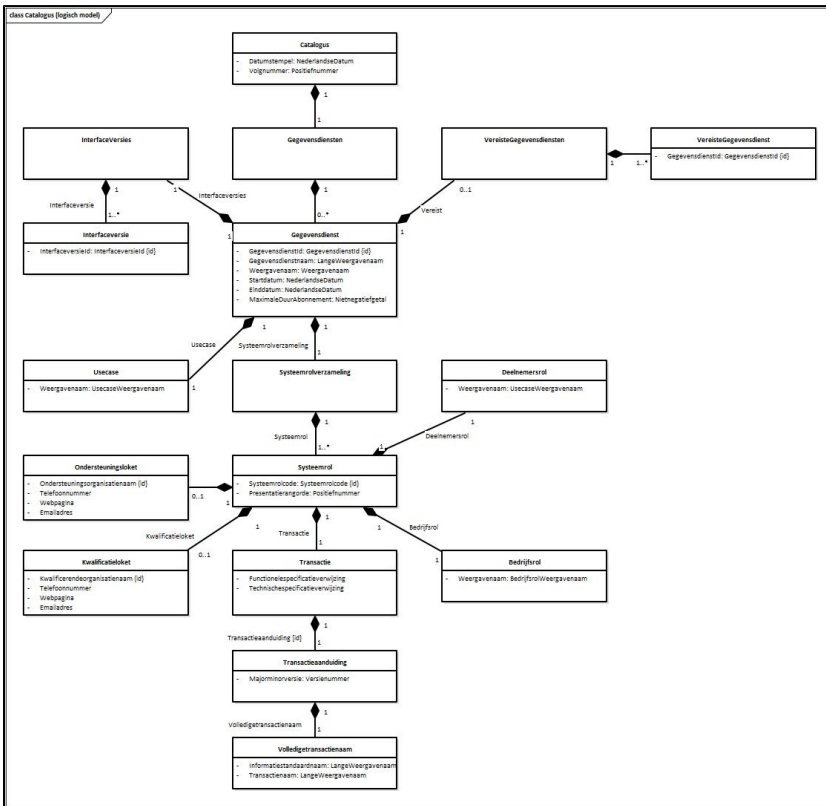 class Catalogus (logisch model)
Catalogus
- Datumstempel: NederlandseDatum
- Volgnummer: Positiefnummer
1
1
InterfaceVersies
Gegevensdiensten
VereisteGegevensdiensten
VereisteGegevensdienst
- GegevensdienstId: GegevensdienstId {id}
1
1..*
1
1
Interfaceversies
1
0..1
Interfaceversie
1..*
0..*
Vereist
1
1
Interfaceversie
- InterfaceversieId: InterfaceversieId {id}
Gegevensdienst
- GegevensdienstId: GegevensdienstId {id}
- Gegevensdienstnaam: LangeWeergavenaam
- Weergavenaam: Weergavenaam
- Startdatum: NederlandseDatum
- Einddatum: NederlandseDatum
- MaximaleDuurAbonnement: Nietnegatiefgetal
1
1
Usecase
Systeemrolverzameling
1
1
Usecase
- Weergavenaam: UsecaseWeergavenaam
Systeemrolverzameling
Deelnemersrol
- Weergavenaam: UsecaseWeergavenaam
1
1
Systeemrol
Deelnemersrol
1..*
1
Ondersteuningsloket
- Ondersteuningsorganisatienaam {id}
- Telefoonnummer
- Webpagina
- Emailadres
0..1
1
Systeemrol
- Systeemrolcode: Systeemrolcode {id}
- Presentatierangorde: Positiefnummer
1
1
1
Kwalificatieloket
Transactie
Bedrijfsrol
0..1
1
1
Kwalificatieloket
- Kwalificerendeorganisatienaam {id}
- Telefoonnummer
- Webpagina
- Emailadres
Transactie
- Functionelespecificatieverwijzing
- Technischespecificatieverwijzing
Bedrijfsrol
- Weergavenaam: BedrijfsrolWeergavenaam
1
Transactieaanduiding {id}
1
Transactieaanduiding
- Majorminorversie: Versienummer
1
Volledigetransactienaam
1
Volledigetransactienaam
- Informatiestandaardnaam: LangeWeergavenaam
- Transactienaam: LangeWeergavenaam